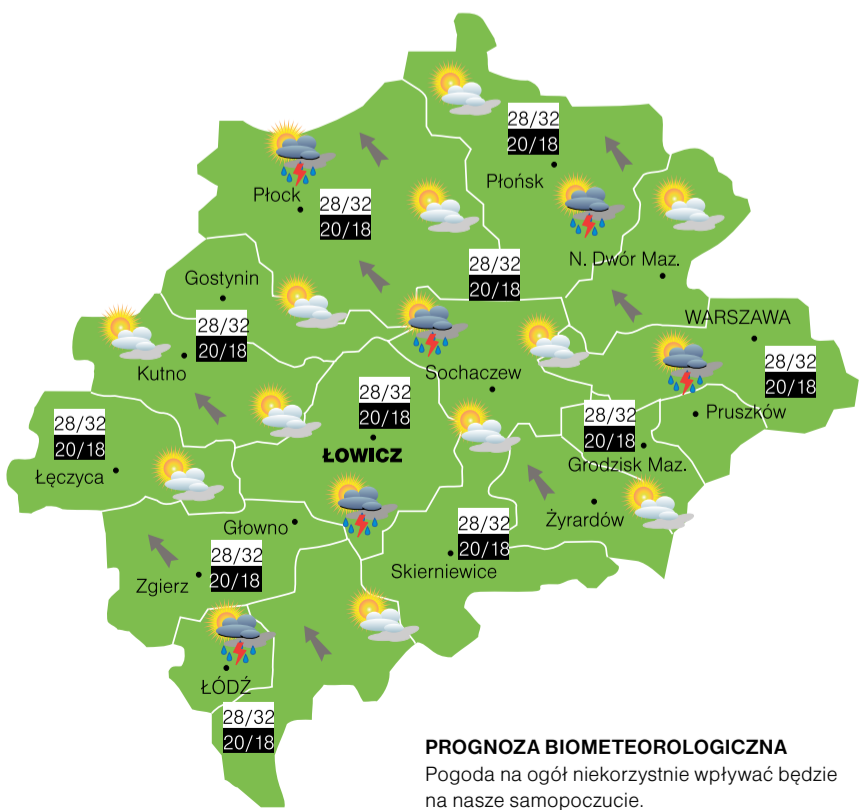 28/32
20/18
Płońsk
Płock
28/32
20/18
28/32
20/18
N. Dwór Maz.
Gostynin
28/32
20/18
Kutno
WARSZAWA
28/32
20/18
Sochaczew
28/32
20/18
ŁOWICZ
28/32
20/18
Pruszków
Grodzisk Maz.
28/32
20/18
Łęczyca
Żyrardów
Głowno
28/32
20/18
Skierniewice
28/32
20/18
Zgierz
ŁÓDŹ
28/32
20/18
PROGNOZA BIOMETEOROLOGICZNA
Pogoda na ogół niekorzystnie wpływać będzie
na nasze samopoczucie.